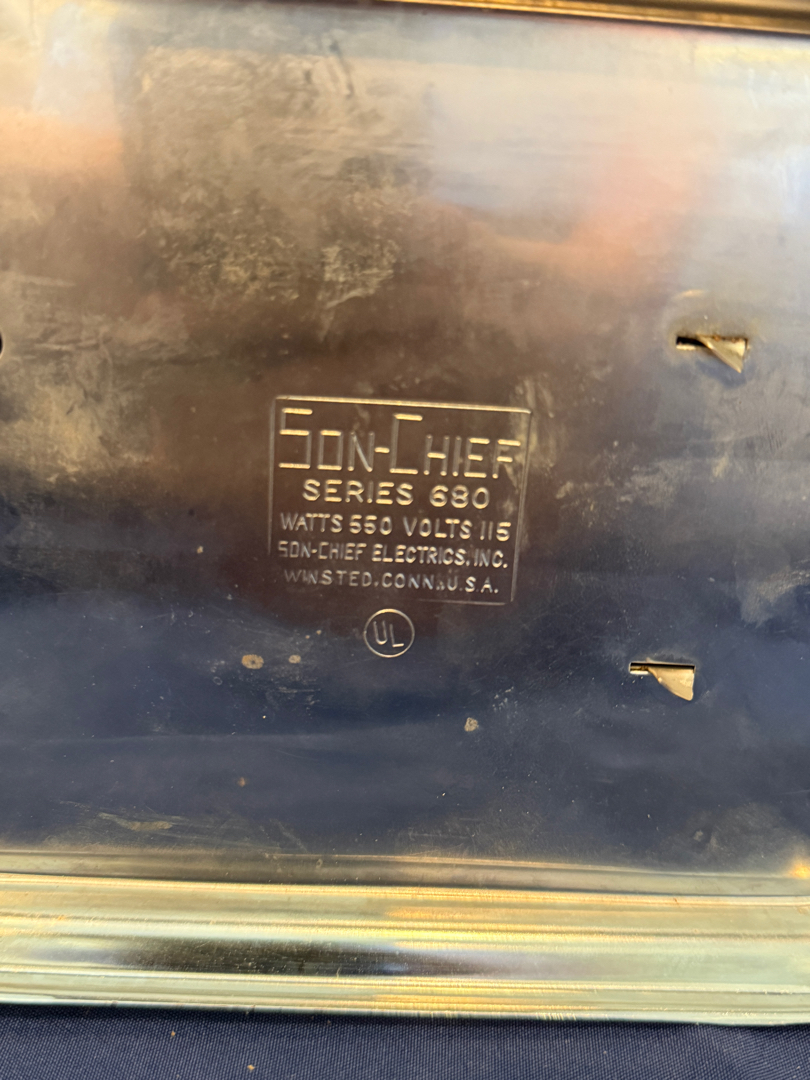 SON-CHIEF
SERIES 680
WATTS 550 VOLTS 115
SON-CHIEF ELECTRICS, INC.
WINSTED, CONN., U.S.A.
UL